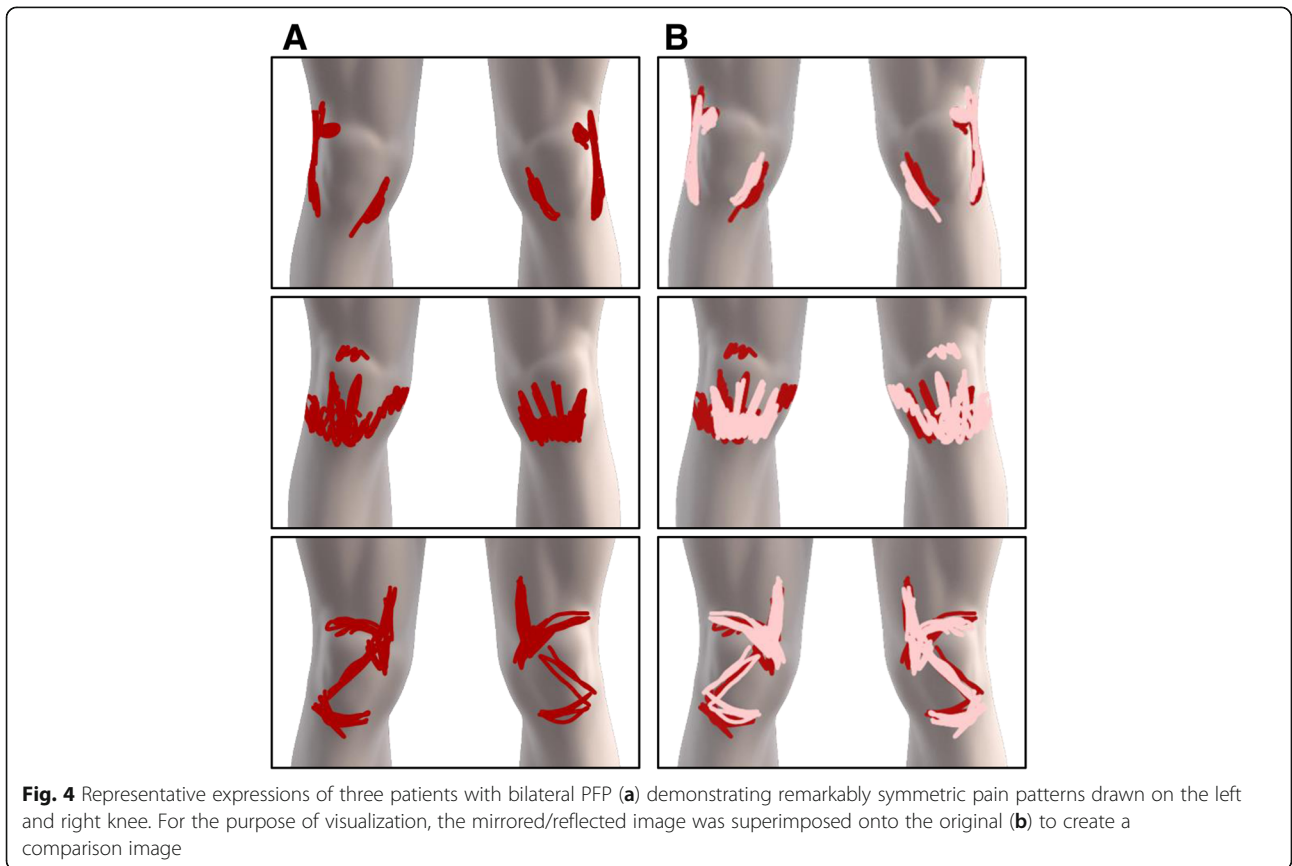 A
B
Fig. 4 Representative expressions of three patients with bilateral PFP (a) demonstrating remarkably symmetric pain patterns drawn on the left
and right knee. For the purpose of visualization, the mirrored/reflected image was superimposed onto the original (b) to create a
comparison image